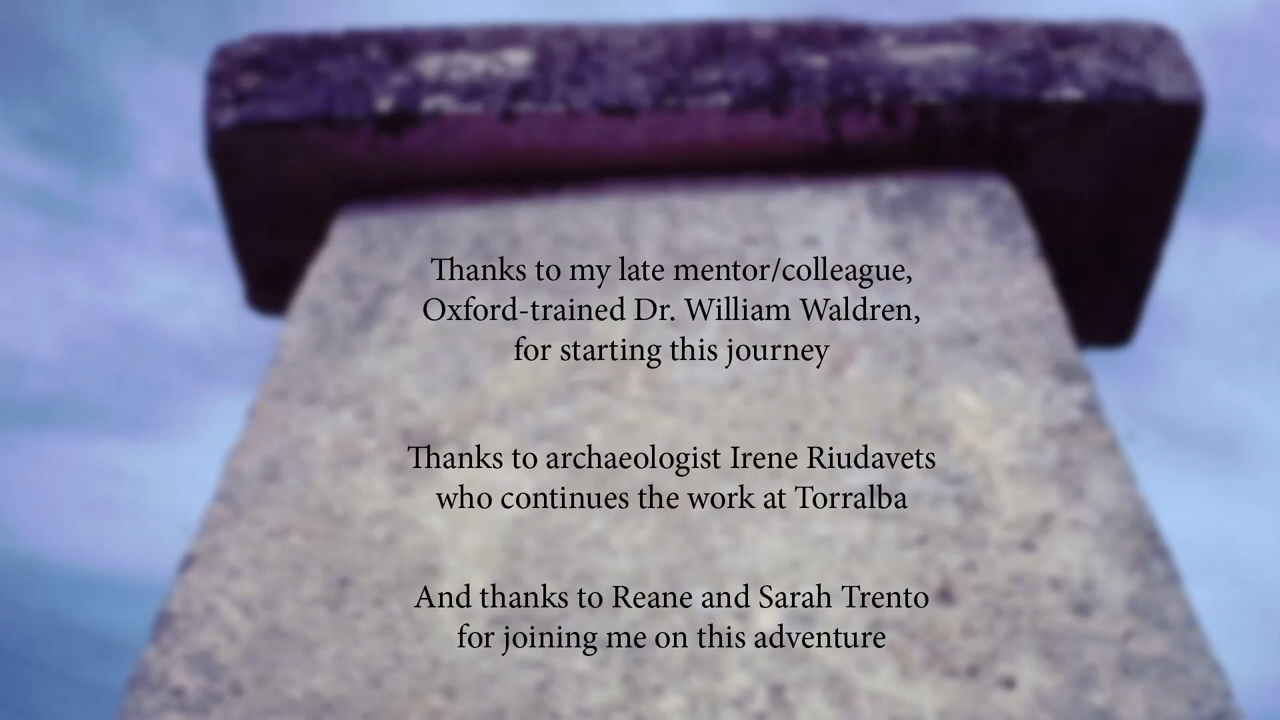 Thanks to my late mentor/colleague,
Oxford-trained Dr. William Waldren,
for starting this journey
Thanks to archaeologist Irene Riudavets
who continues the work at Torralba
And thanks to Reane and Sarah Trento
for joining me on this adventure